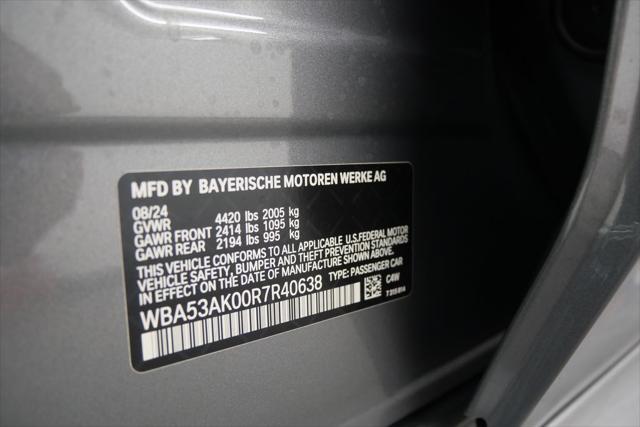 MFD BY BAYERISCHE MOTOREN WERKE AG
08/24
GVWR 4420 lbs 2005 kg
GAWR FRONT 2414 lbs 1095 kg
GAWR REAR 2194 lbs 995 kg
THIS VEHICLE CONFORMS TO ALL APPLICABLE U.S.FEDERAL MOTOR
VEHICLE SAFETY, BUMPER AND THEFT PREVENTION STANDARDS
IN EFFECT ON THE DATE OF MANUFACTURE SHOWN ABOVE.
WBA53AK00R7R40638 TYPE: PASSENGER CAR
C4W